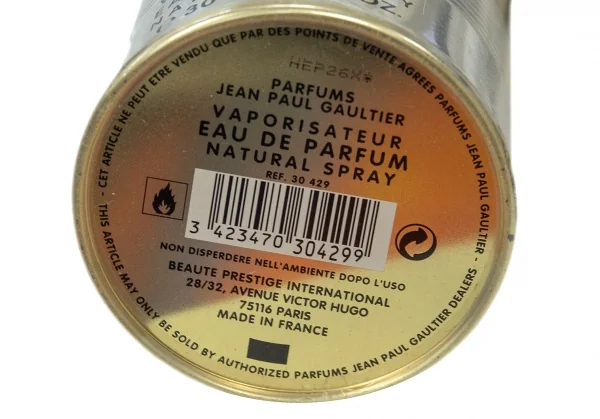 HEP26X*
PARFUMS
JEAN PAUL GAULTIER
VAPORISATEUR
EAU DE PARFUM
NATURAL SPRAY
REF. 30 429
3 423470 304299
NON DISPERDERE NELL'AMBIENTE DOPO L'USO
BEAUTE PRESTIGE INTERNATIONAL
28/32, AVENUE VICTOR HUGO
75116 PARIS
MADE IN FRANCE
- CET ARTICLE NE PEUT ETRE VENDU QUE PAR DES POINTS DE VENTE AGREES PARFUMS JEAN PAUL GAULTIER
- THIS ARTICLE MAY ONLY BE SOLD BY AUTHORIZED PARFUMS JEAN PAUL GAULTIER DEALERS -